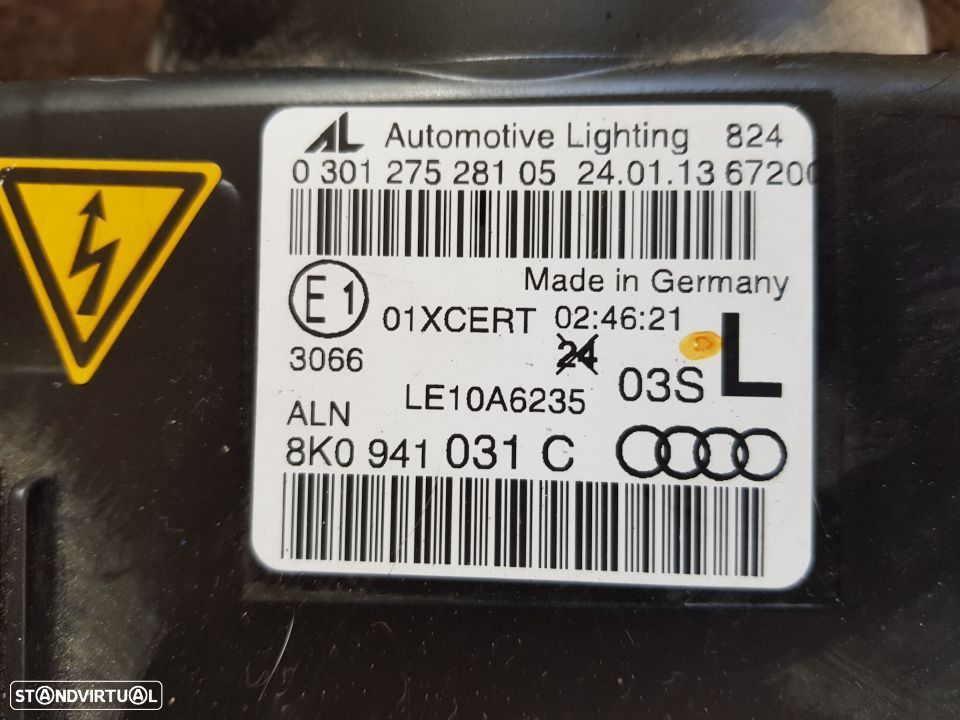 AL Automotive Lighting 824
0 301 275 281 05 24.01.13 67200
Made in Germany
E1 01XCERT 02:46:21
3066 24 03S L
LE10A6235
ALN
8K0 941 031 C
STANDVIRTUAL